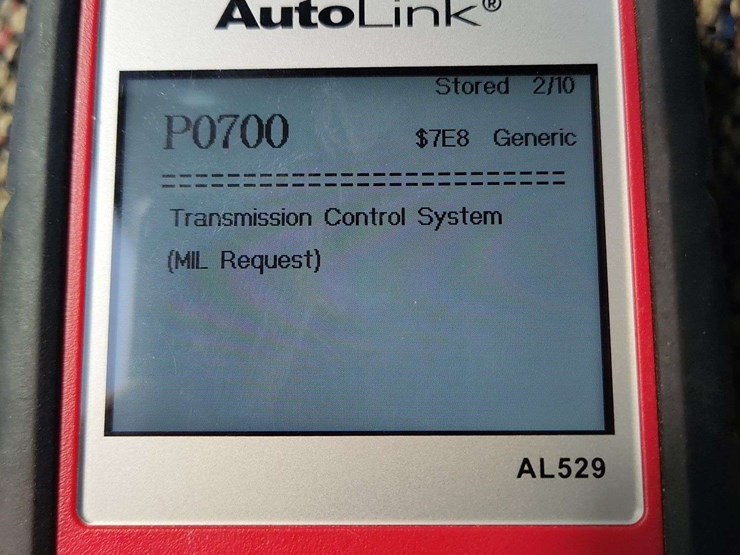 AutoLink®
Stored 2/10
P0700 $7E8 Generic
==============================
Transmission Control System
(MIL Request)
AL529